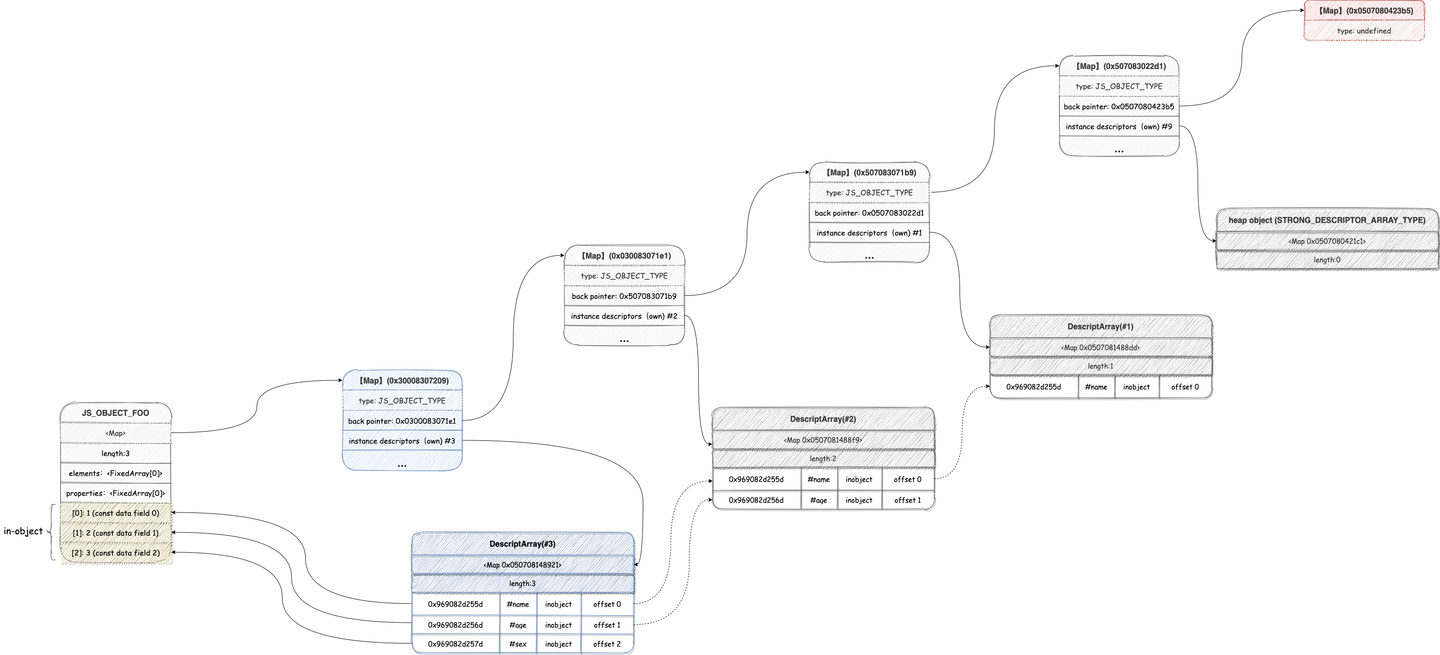 【Map】(0x0507080423b5)
type: undefined
【Map】(0x507083022d1)
type: JS_OBJECT_TYPE
back pointer: 0x0507080423b5
instance descriptors (own) #9
...
heap object (STRONG_DESCRIPTOR_ARRAY_TYPE)
<Map 0x0507080421c1>
length:0
【Map】(0x507083071b9)
type: JS_OBJECT_TYPE
back pointer: 0x0507083022d1
instance descriptors (own) #1
...
DescriptArray(#1)
<Map 0x0507081488dd>
length:1
0x969082d255d #name inobject offset 0
【Map】(0x030083071e1)
type: JS_OBJECT_TYPE
back pointer: 0x507083071b9
instance descriptors (own) #2
...
DescriptArray(#2)
<Map 0x0507081488f9>
length:2
0x969082d255d #name inobject offset 0
0x969082d256d #age inobject offset 1
【Map】(0x30008307209)
type: JS_OBJECT_TYPE
back pointer: 0x0300083071e1
instance descriptors (own) #3
...
JS_OBJECT_FOO
<Map>
length:3
elements: <FixedArray[0]>
properties: <FixedArray[0]>
in-object
[0]: 1 (const data field 0)
[1]: 2 (const data field 1)
[2]: 3 (const data field 2)
DescriptArray(#3)
<Map 0x050708148921>
length:3
0x969082d255d #name inobject offset 0
0x969082d256d #age inobject offset 1
0x969082d257d #sex inobject offset 2